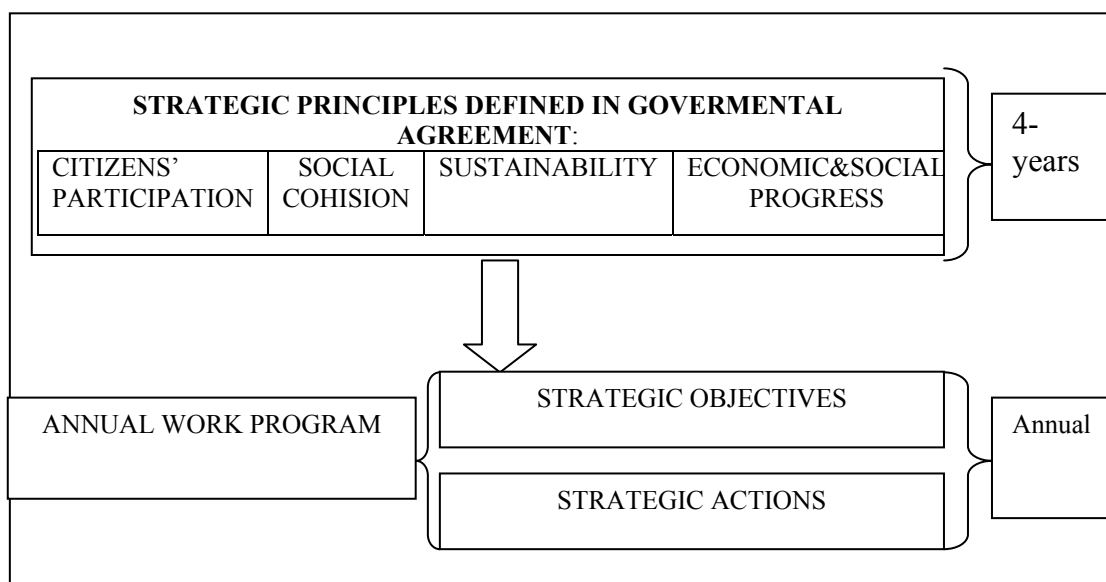 STRATEGIC PRINCIPLES DEFINED IN GOVERMENTAL
AGREEMENT:
CITIZENS’
PARTICIPATION
SOCIAL
COHISION
SUSTAINABILITY
ECONOMIC&SOCIAL
PROGRESS
4-
years
ANNUAL WORK PROGRAM
STRATEGIC OBJECTIVES
STRATEGIC ACTIONS
Annual